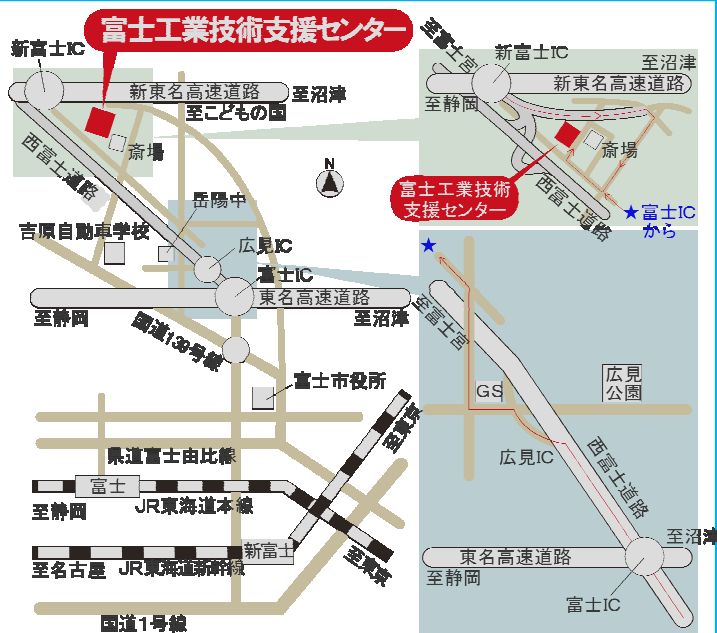 富士工業技術支援センター
新富士IC
新東名高速道路
至沼津
至こどもの国
斎場
西富士道路
N
岳陽中
吉原自動車学校
広見IC
富士IC
東名高速道路
至静岡
至沼津
国道139号線
富士市役所
県道富士由比線
至東京
富士
至静岡
JR東海道本線
新富士
至名古屋
JR東海道新幹線
至東京
国道1号線
至富士宮
新富士IC
至沼津
新東名高速道路
至静岡
斎場
富士工業技術
支援センター
西富士道路
★富士IC
から
★
至富士宮
GS
広見
公園
広見IC
西富士道路
至沼津
東名高速道路
至静岡
富士IC